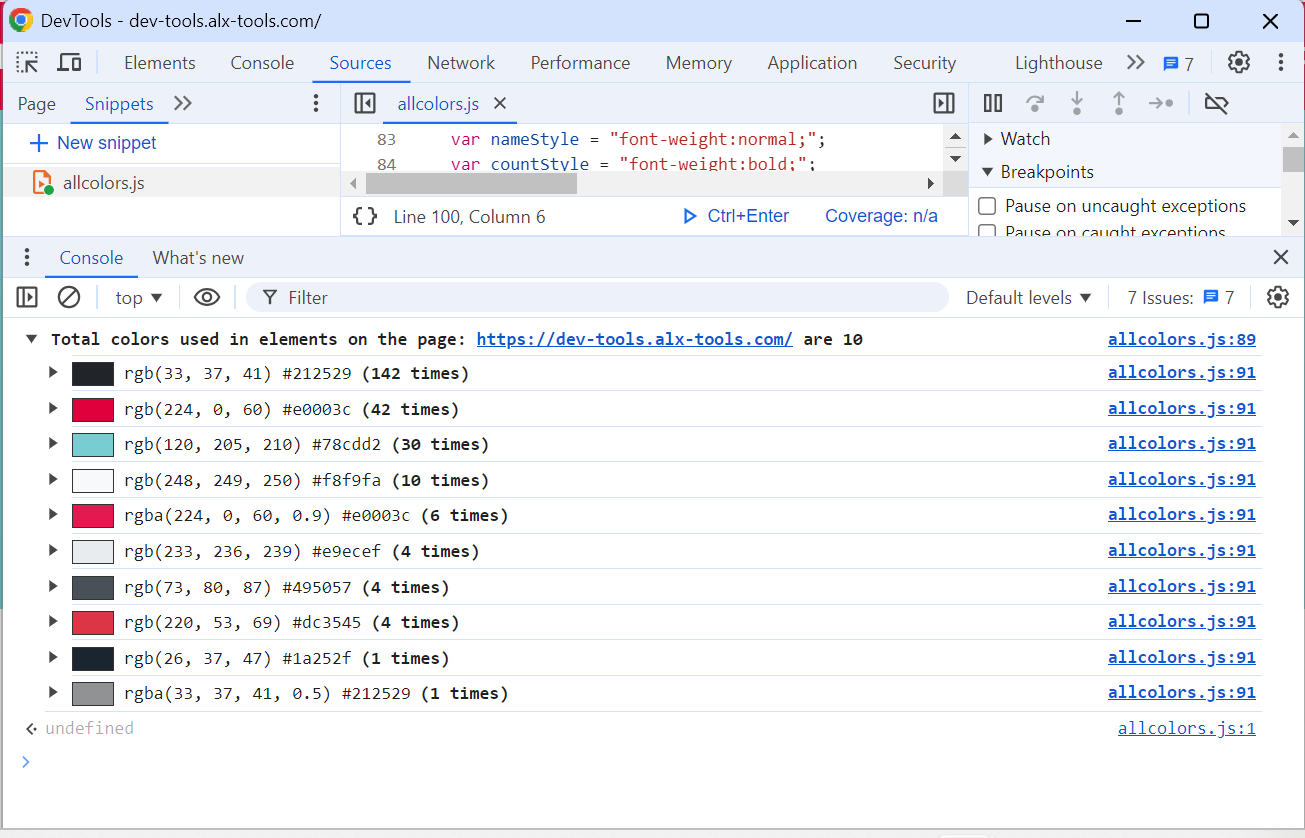 DevTools - dev-tools.alx-tools.com/
Elements Console Sources Network Performance Memory Application Security Lighthouse 7
Page Snippets allcolors.js
New snippet
allcolors.js
83 var nameStyle = "font-weight:normal;";
84 var countStyle = "font-weight:bold;";
{} Line 100, Column 6 Ctrl+Enter Coverage: n/a
Watch
Breakpoints
Pause on uncaught exceptions
Pause on caught exceptions
Console What's new
top Filter Default levels 7 Issues: 7
Total colors used in elements on the page: https://dev-tools.alx-tools.com/ are 10 allcolors.js:89
rgb(33, 37, 41) #212529 (142 times) allcolors.js:91
rgb(224, 0, 60) #e0003c (42 times) allcolors.js:91
rgb(120, 205, 210) #78cdd2 (30 times) allcolors.js:91
rgb(248, 249, 250) #f8f9fa (10 times) allcolors.js:91
rgba(224, 0, 60, 0.9) #e0003c (6 times) allcolors.js:91
rgb(233, 236, 239) #e9ecef (4 times) allcolors.js:91
rgb(73, 80, 87) #495057 (4 times) allcolors.js:91
rgb(220, 53, 69) #dc3545 (4 times) allcolors.js:91
rgb(26, 37, 47) #1a252f (1 times) allcolors.js:91
rgba(33, 37, 41, 0.5) #212529 (1 times) allcolors.js:91
undefined allcolors.js:1